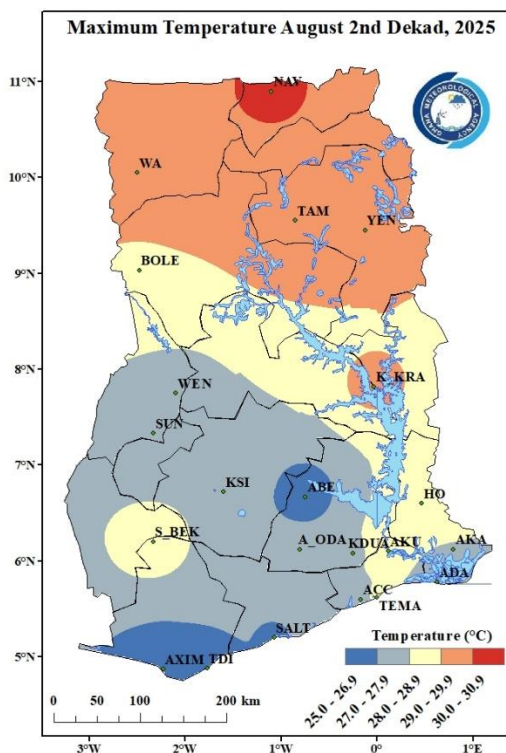 Maximum Temperature August 2nd Dekad, 2025
11°N
NAV
GHANA METEOROLOGICAL AGENCY
10°N
WA
TAM
YEN
BOLE
9°N
8°N
K_KRA
WEN
SUN
7°N
KSI
ABE
HO
S_BEK
A_ODA
KDUA
AKU
AKA
6°N
ADA
ACC
TEMA
SALT
Temperature (°C)
5°N
AXIM
TDI
25.0 - 26.9
27.0 - 27.9
28.0 - 28.9
29.0 - 29.9
30.0 - 30.9
0 50 100 200 km
3°W 2°W 1°W 0° 1°E